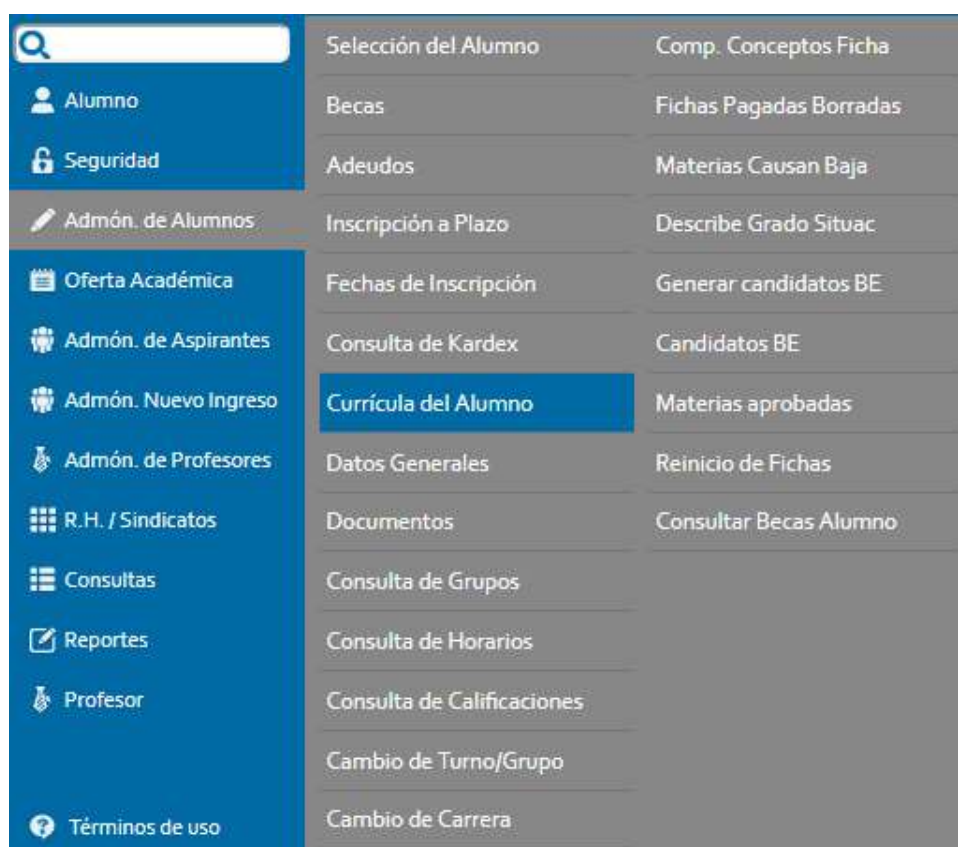 Alumno
Seguridad
Admón. de Alumnos
Oferta Académica
Admón. de Aspirantes
Admón. Nuevo Ingreso
Admón. de Profesores
R.H. / Sindicatos
Consultas
Reportes
Profesor
Términos de uso
Selección del Alumno
Becas
Adeudos
Inscripción a Plazo
Fechas de Inscripción
Consulta de Kardex
Currícula del Alumno
Datos Generales
Documentos
Consulta de Grupos
Consulta de Horarios
Consulta de Calificaciones
Cambio de Turno/Grupo
Cambio de Carrera
Comp. Conceptos Ficha
Fichas Pagadas Borradas
Materias Causan Baja
Describe Grado Situac
Generar candidatos BE
Candidatos BE
Materias aprobadas
Reinicio de Fichas
Consultar Becas Alumno